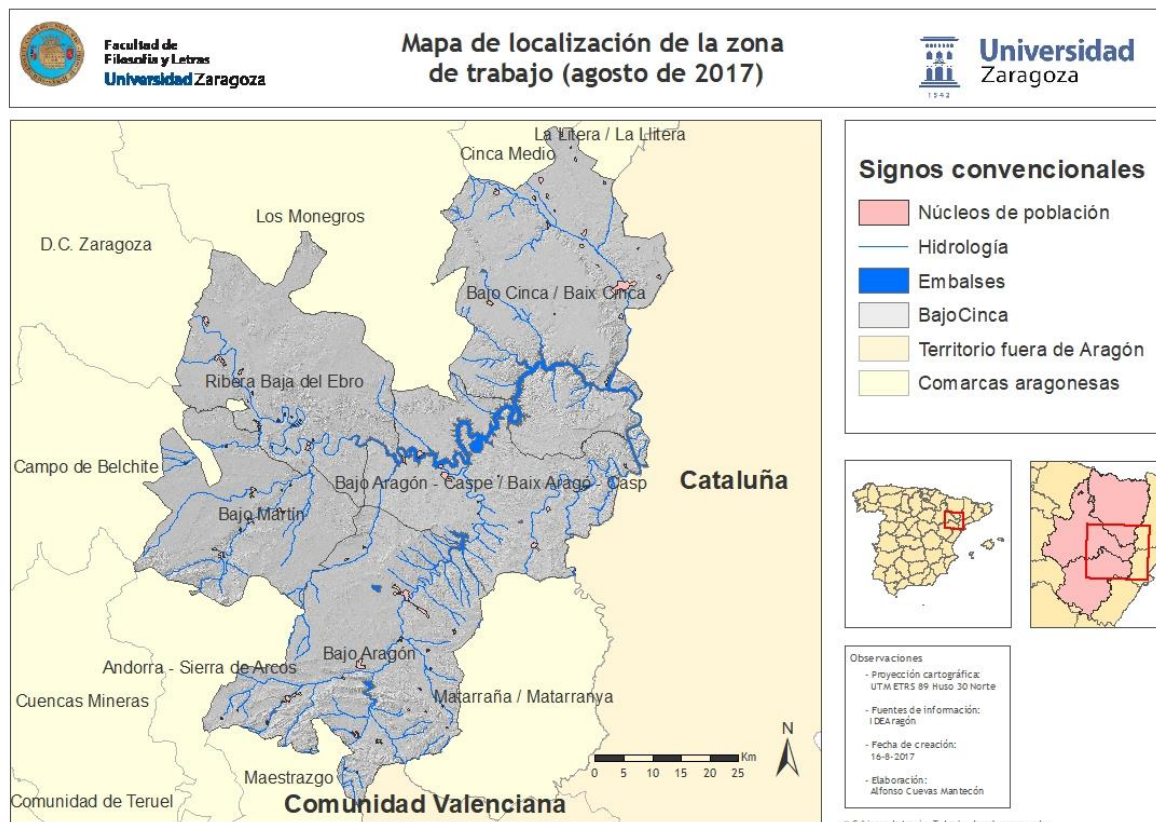 Facultad de
Filosofía y Letras
Universidad Zaragoza
Mapa de localización de la zona
de trabajo (agosto de 2017)
1542
Universidad
Zaragoza
La Litera / La Llitera
Cinca Medio
Los Monegros
D.C. Zaragoza
Bajo Cinca / Baix Cinca
Ribera Baja del Ebro
Campo de Belchite
Bajo Aragón - Caspe / Baix Aragó - Casp
Cataluña
Bajo Martín
Bajo Aragón
Andorra - Sierra de Arcos
Cuencas Mineras
Matarraña / Matarranya
Maestrazgo
Comunidad de Teruel
Comunidad Valenciana
N
Km
0 5 10 15 20 25
Signos convencionales
Núcleos de población
Hidrología
Embalses
BajoCinca
Territorio fuera de Aragón
Comarcas aragonesas
Observaciones
- Proyección cartográfica:
UTM ETRS 89 Huso 30 Norte
- Fuentes de información:
IDEAragón
- Fecha de creación:
16-8-2017
- Elaboración:
Alfonso Cuevas Mantecón